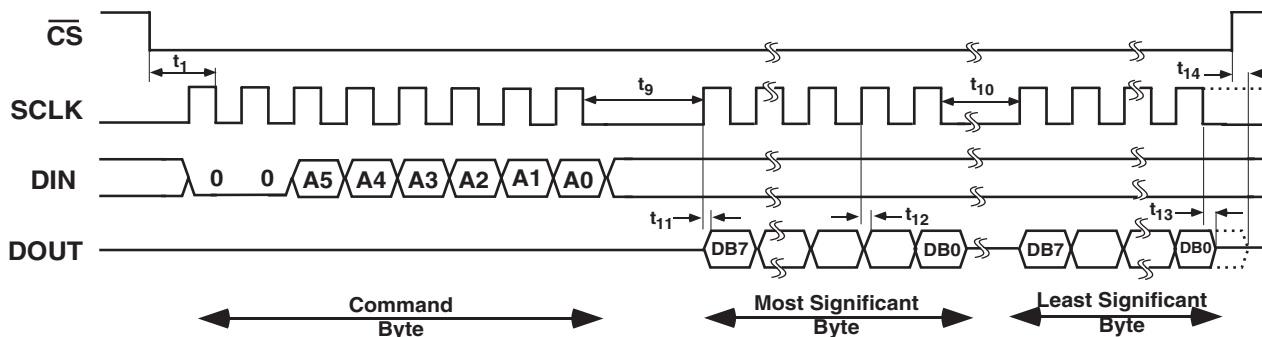 CS
t1
t9
t10
t14
SCLK
DIN
0 0 A5 A4 A3 A2 A1 A0
t11
t12
t13
DOUT
DB7
DB0
DB7
DB0
Command
Byte
Most Significant
Byte
Least Significant
Byte